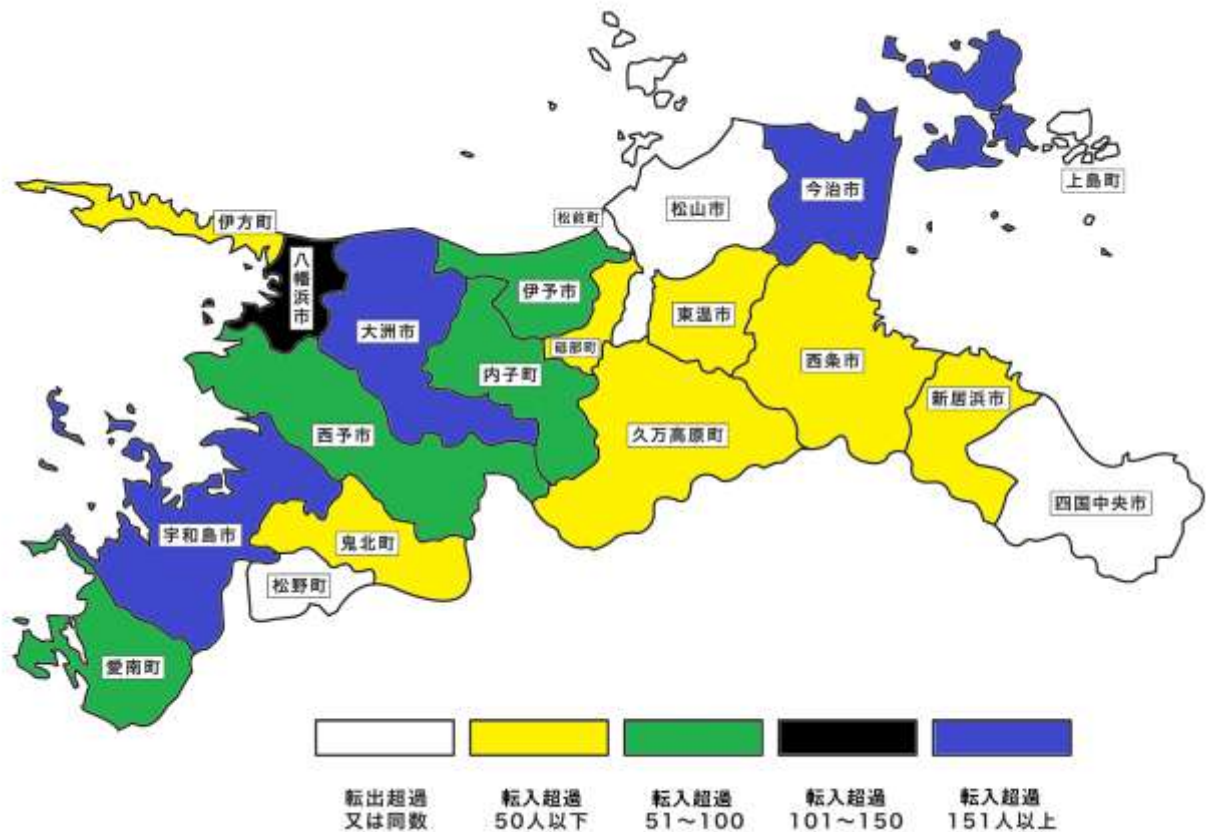 上島町
今治市
松山市
松前町
伊方町
八幡浜市
伊予市
東温市
大洲市
砥部町
西条市
内子町
新居浜市
西予市
久万高原町
四国中央市
宇和島市
鬼北町
松野町
愛南町
転出超過
又は同数
転入超過
50人以下
転入超過
51～100
転入超過
101～150
転入超過
151人以上